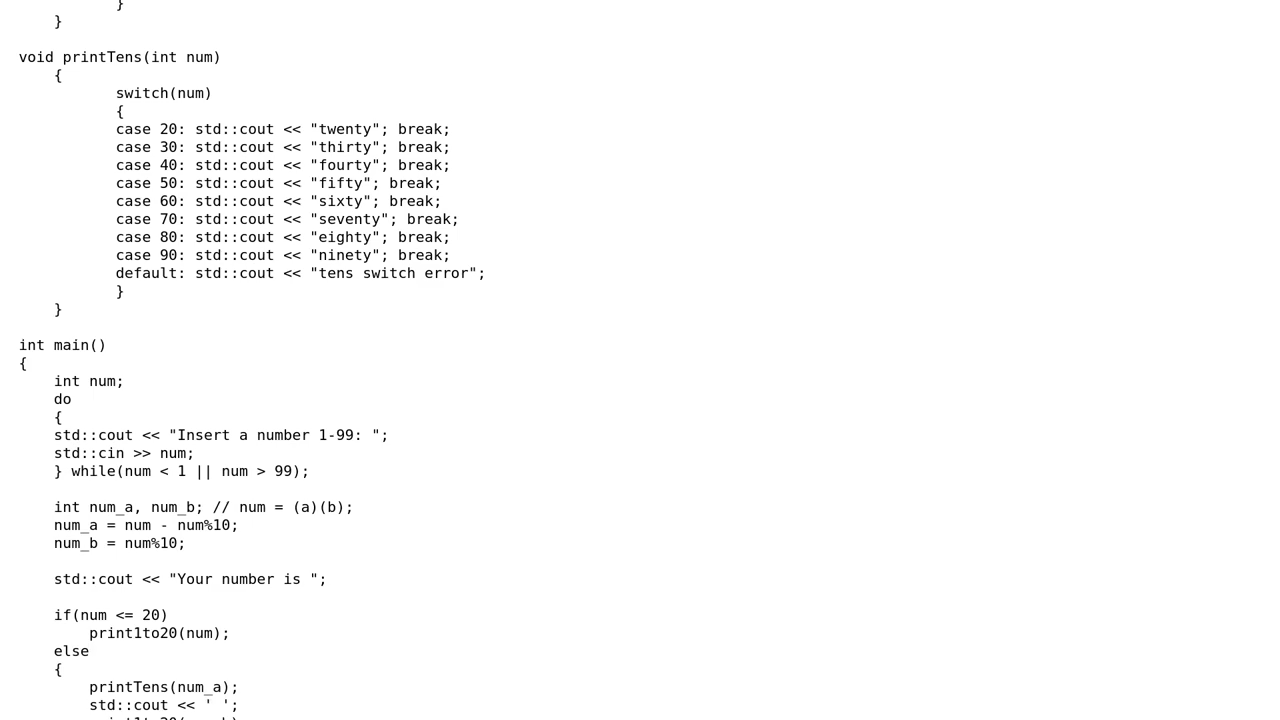 }
}
void printTens(int num)
{
switch(num)
{
case 20: std::cout << "twenty"; break;
case 30: std::cout << "thirty"; break;
case 40: std::cout << "fourty"; break;
case 50: std::cout << "fifty"; break;
case 60: std::cout << "sixty"; break;
case 70: std::cout << "seventy"; break;
case 80: std::cout << "eighty"; break;
case 90: std::cout << "ninety"; break;
default: std::cout << "tens switch error";
}
}
int main()
{
int num;
do
{
std::cout << "Insert a number 1-99: ";
std::cin >> num;
} while(num < 1 || num > 99);
int num_a, num_b; // num = (a)(b);
num_a = num - num%10;
num_b = num%10;
std::cout << "Your number is ";
if(num <= 20)
print1to20(num);
else
{
printTens(num_a);
std::cout << ' ';